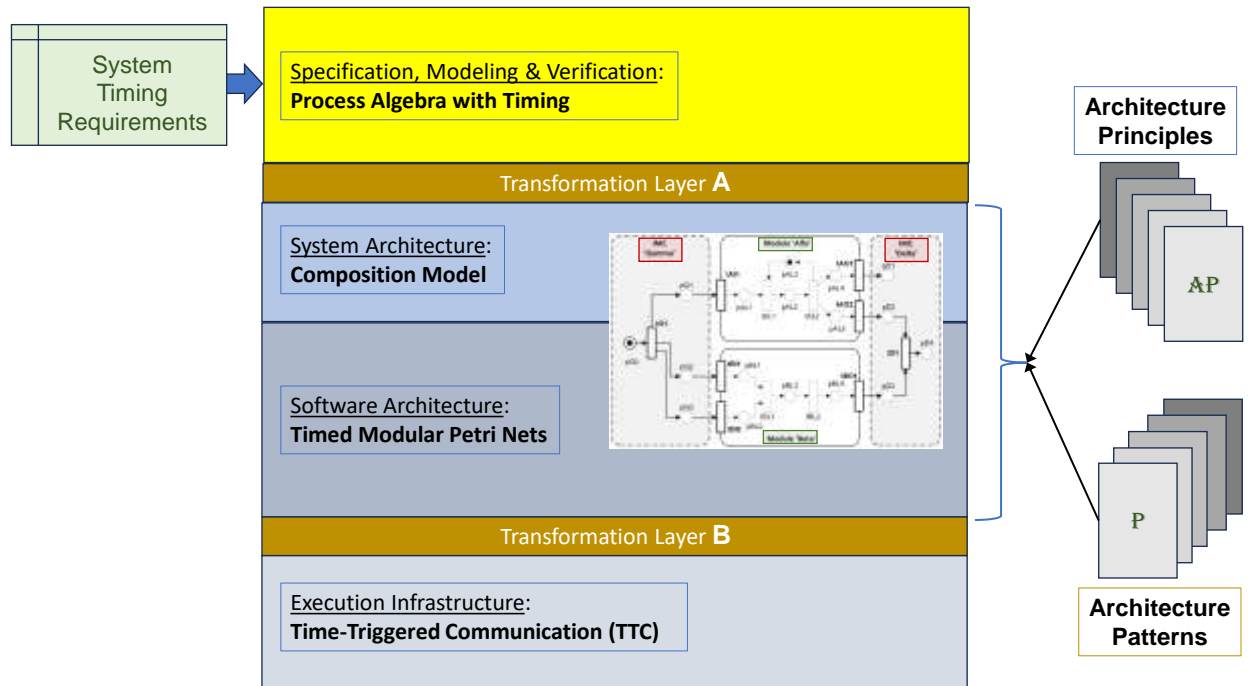 System
Timing
Requirements
Specification, Modeling & Verification:
Process Algebra with Timing
Transformation Layer A
System Architecture:
Composition Model
Module 'Alfa'
Software Architecture:
Timed Modular Petri Nets
Module 'Beta'
Transformation Layer B
Execution Infrastructure:
Time-Triggered Communication (TTC)
Architecture
Principles
AP
P
Architecture
Patterns